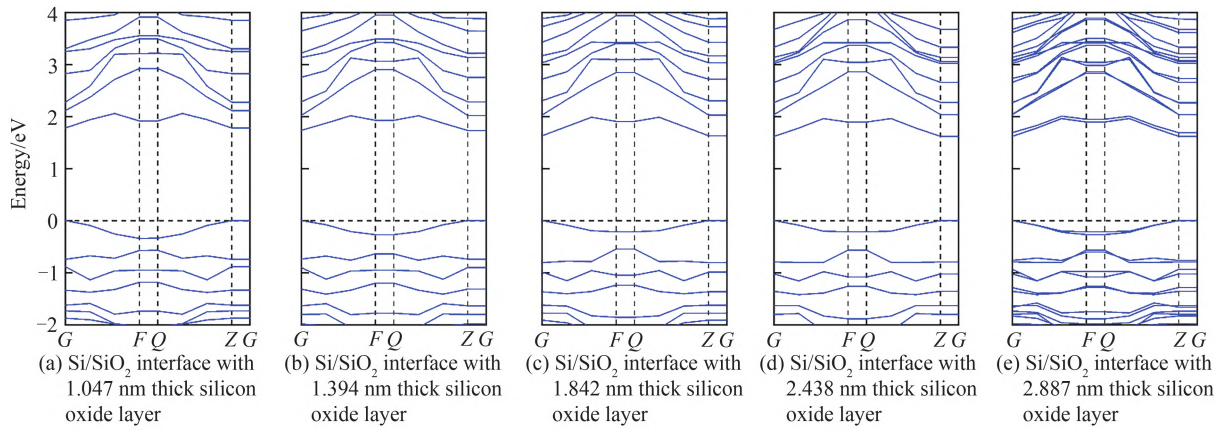 4
3
2
1
0
−1
−2
Energy/eV
G F Q Z G
G F Q Z G
G F Q Z G
G F Q Z G
G F Q Z G
(a) Si/SiO2 interface with
1.047 nm thick silicon
oxide layer
(b) Si/SiO2 interface with
1.394 nm thick silicon
oxide layer
(c) Si/SiO2 interface with
1.842 nm thick silicon
oxide layer
(d) Si/SiO2 interface with
2.438 nm thick silicon
oxide layer
(e) Si/SiO2 interface with
2.887 nm thick silicon
oxide layer